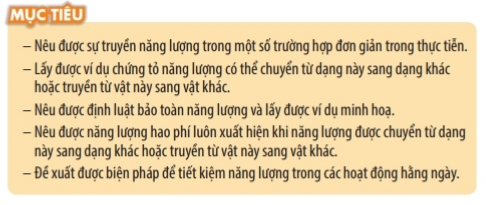 MỤC TIÊU
– Nêu được sự truyền năng lượng trong một số trường hợp đơn giản trong thực tiễn.
– Lấy được ví dụ chứng tỏ năng lượng có thể chuyển từ dạng này sang dạng khác
hoặc truyền từ vật này sang vật khác.
– Nêu được định luật bảo toàn năng lượng và lấy được ví dụ minh hoạ.
– Nêu được năng lượng hao phí luôn xuất hiện khi năng lượng được chuyển từ dạng
này sang dạng khác hoặc truyền từ vật này sang vật khác.
– Đề xuất được biện pháp để tiết kiệm năng lượng trong các hoạt động hằng ngày.